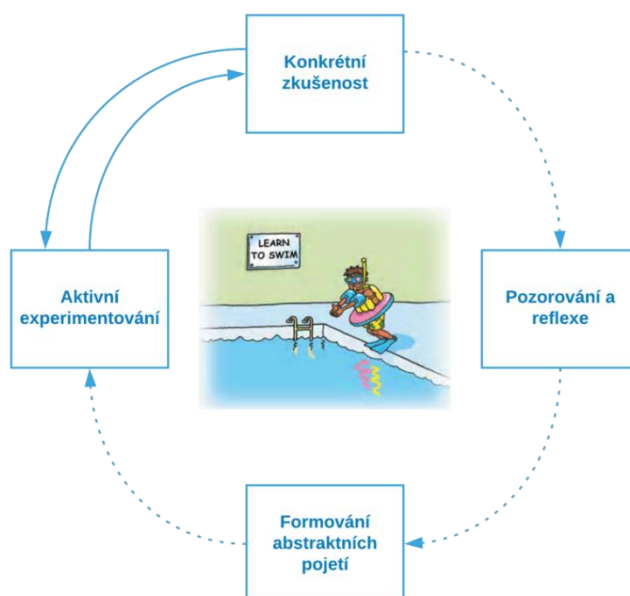 Konkrétní
zkušenost
LEARN
TO SWIM
Aktivní
experimentování
Pozorování a
reflexe
Formování
abstraktních
pojetí